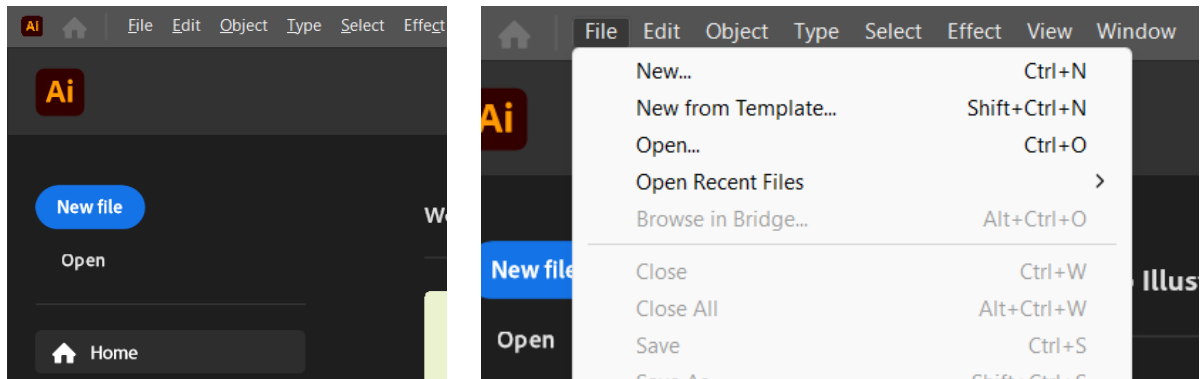 Ai File Edit Object Type Select Effect
Ai
New file
Open
Home
File Edit Object Type Select Effect View Window
Ai
New... Ctrl+N
New from Template... Shift+Ctrl+N
Open... Ctrl+O
Open Recent Files
Browse in Bridge... Alt+Ctrl+O
New file
Close Ctrl+W
Illus
Close All Alt+Ctrl+W
Open
Save Ctrl+S